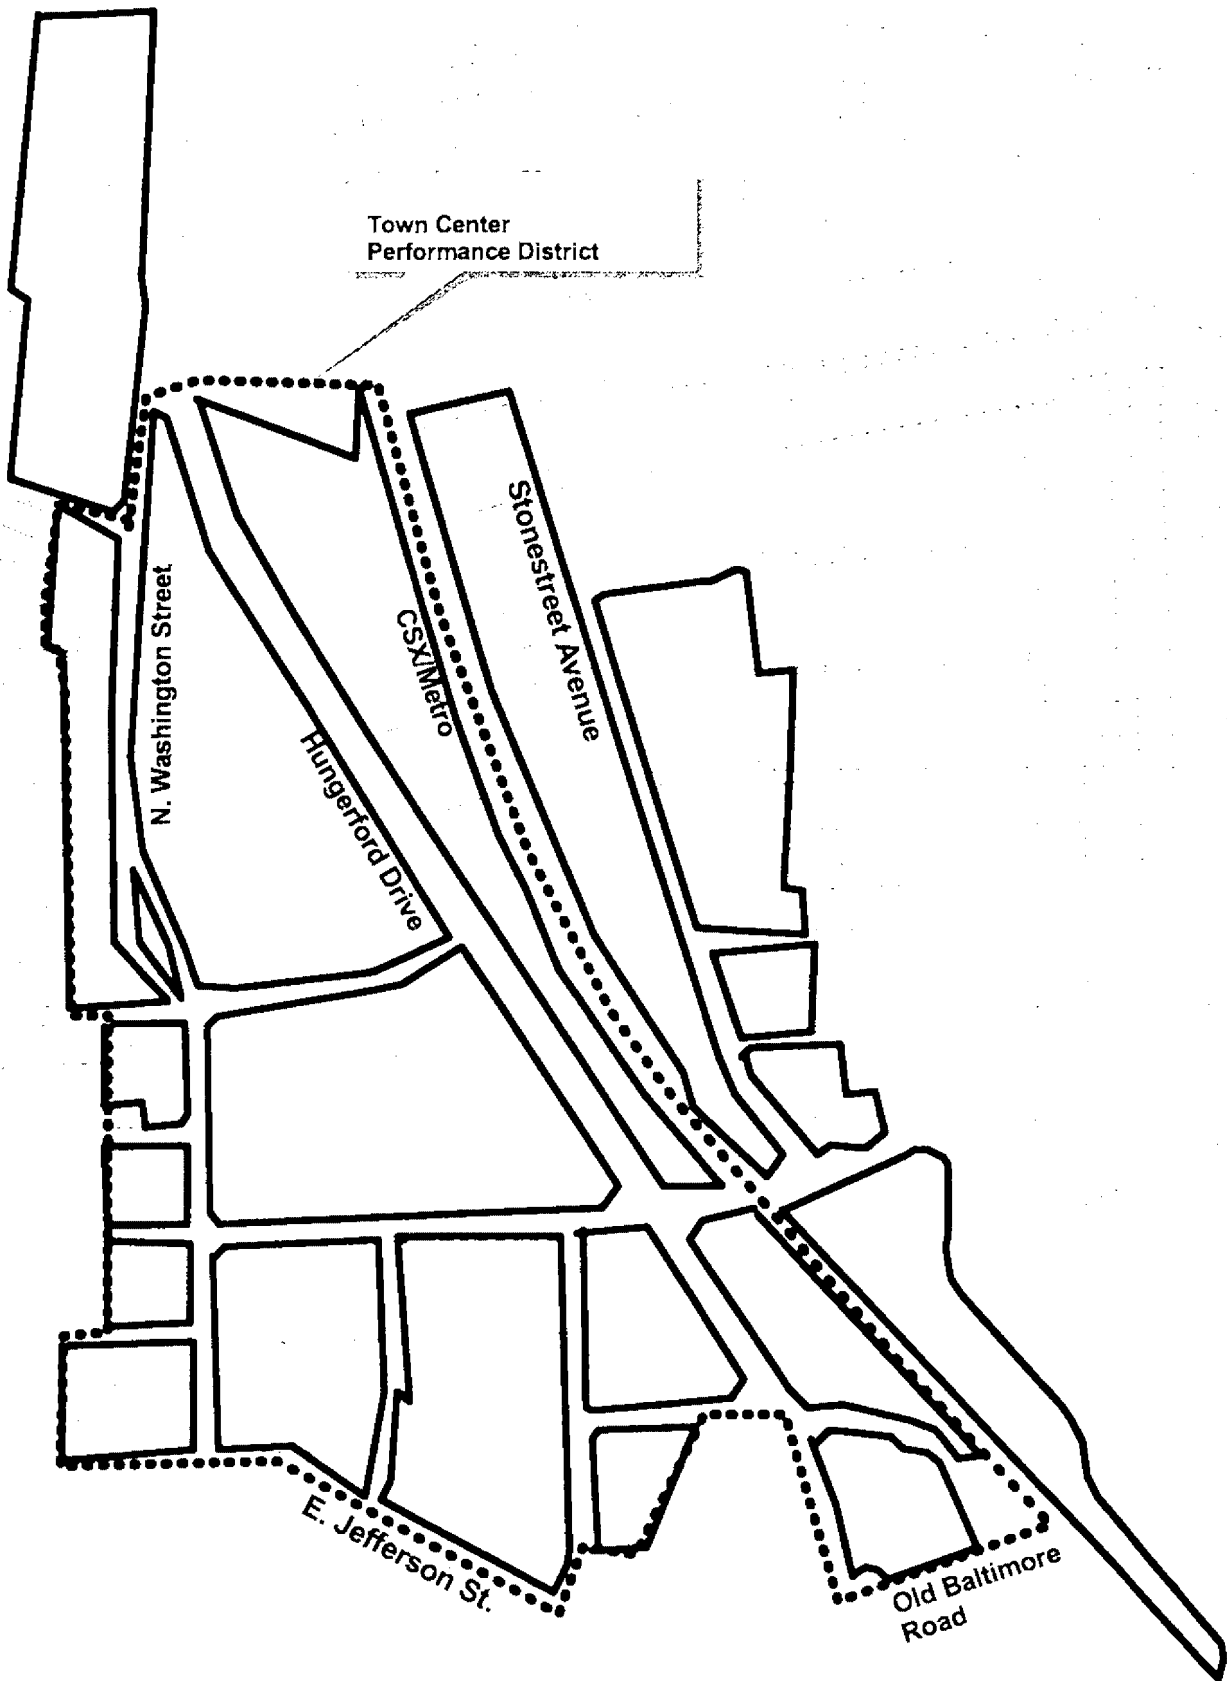 Town Center
Performance District
Stonestreet Avenue
N. Washington Street
CSX/Metro
Hungerford Drive
E. Jefferson St.
Old Baltimore
Road